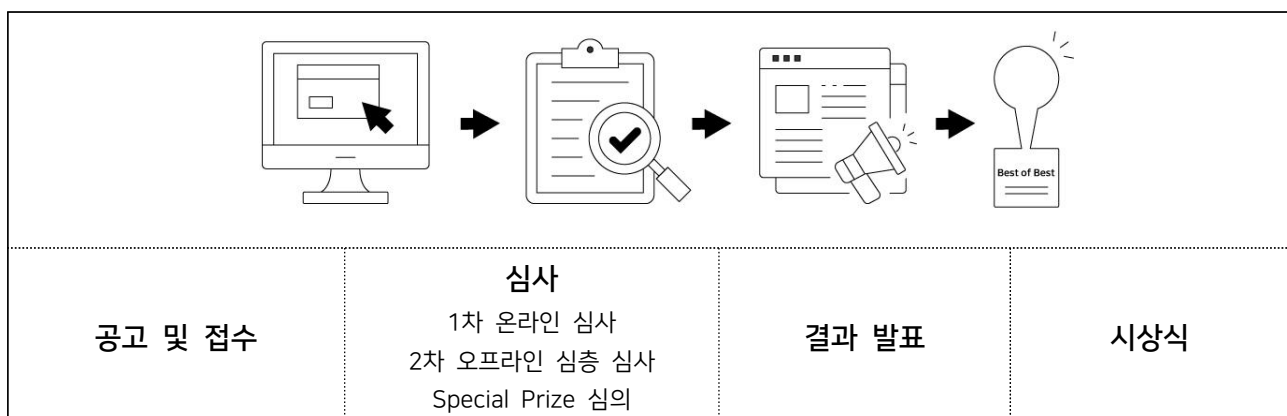 Best of Best
공고 및 접수
심사
1차 온라인 심사
2차 오프라인 심층 심사
Special Prize 심의
결과 발표
시상식